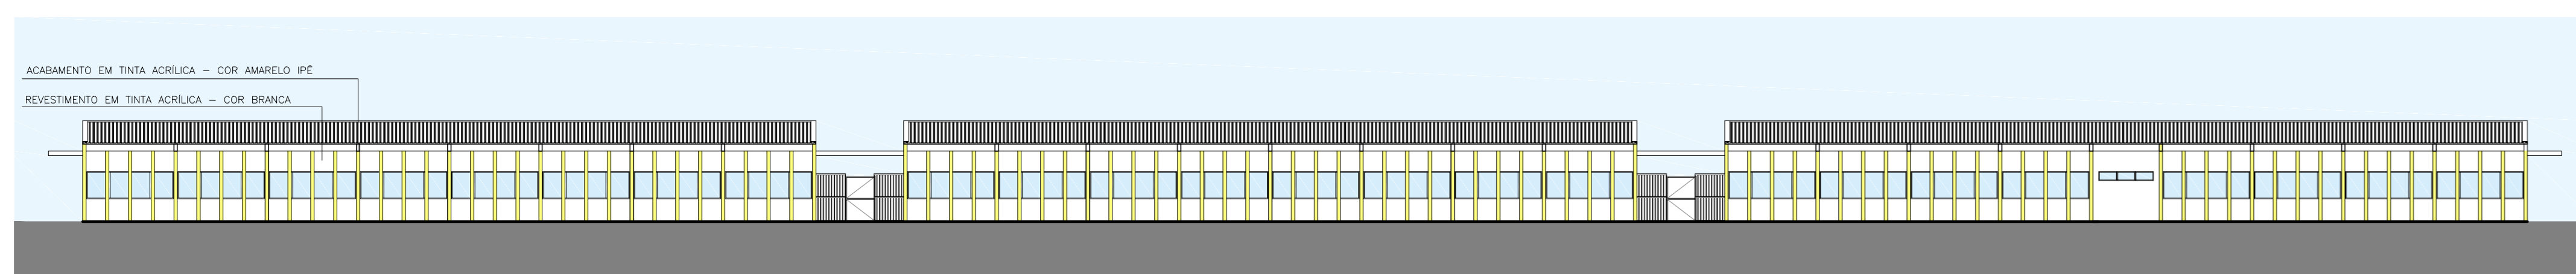 ACABAMENTO EM TINTA ACRÍLICA – COR AMARELO IPÊ
REVESTIMENTO EM TINTA ACRÍLICA – COR BRANCA